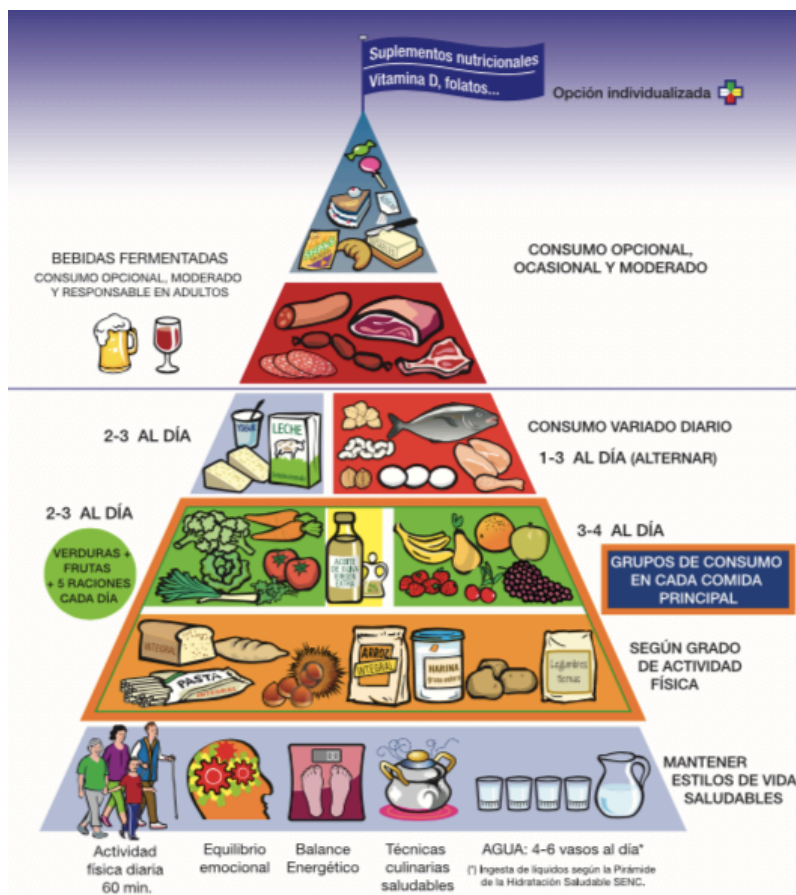 Suplementos nutricionales
Vitamina D, folatos...
Opción individualizada
BEBIDAS FERMENTADAS
CONSUMO OPCIONAL, MODERADO
Y RESPONSABLE EN ADULTOS
CONSUMO OPCIONAL,
OCASIONAL Y MODERADO
2-3 AL DÍA
LECHE
CONSUMO VARIADO DIARIO
1-3 AL DÍA (ALTERNAR)
2-3 AL DÍA
VERDURAS +
FRUTAS
+ 5 RACIONES
CADA DÍA
ACEITE
DE OLIVA
VIRGEN
EXTRA
3-4 AL DÍA
GRUPOS DE CONSUMO
EN CADA COMIDA
PRINCIPAL
INTEGRAL
PASTA
INTEGRAL
ARROZ
INTEGRAL
HARINA
Legumbres
tiernas
SEGÚN GRADO
DE ACTIVIDAD
FÍSICA
MANTENER
ESTILOS DE VIDA
SALUDABLES
Actividad
física diaria
60 min.
Equilibrio
emocional
Balance
Energético
Técnicas
culinarias
saludables
AGUA: 4-6 vasos al día*
(*) Ingesta de líquidos según la Pirámide
de la Hidratación Saludable SENC.